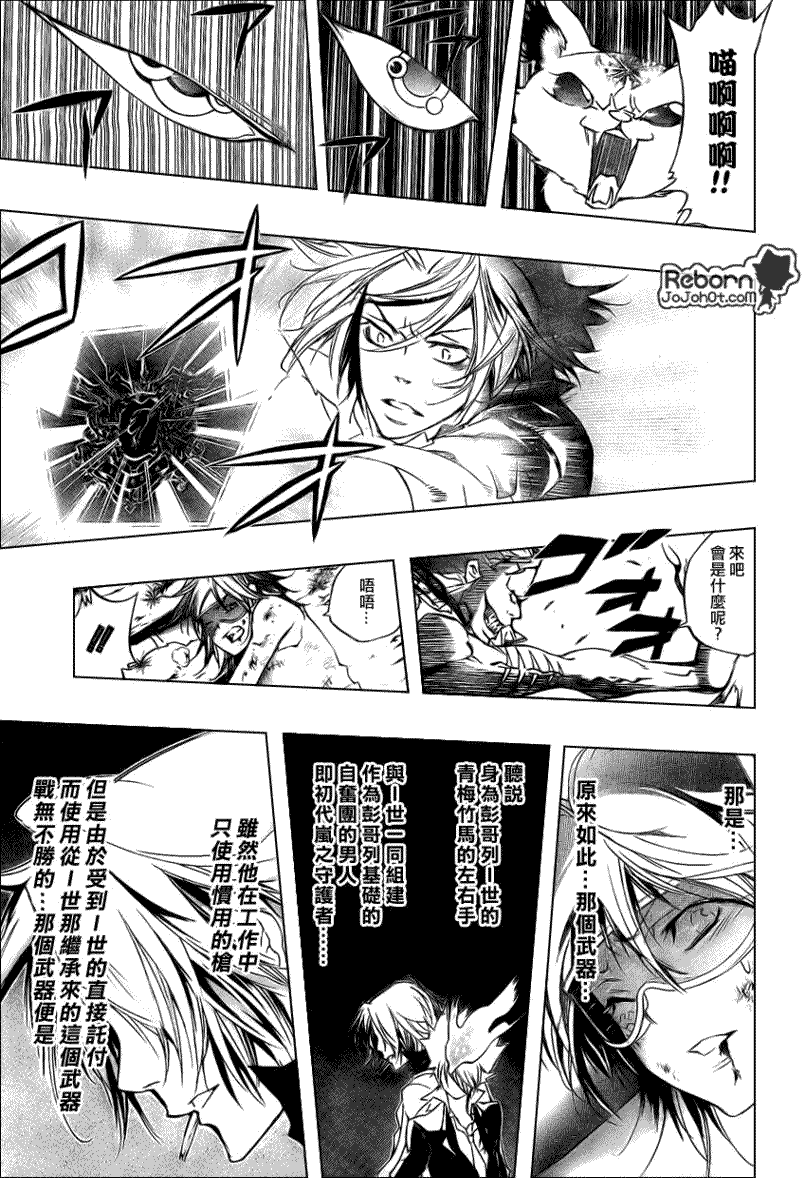 喵啊啊啊!!
Reborn
JoJoHOt.com
ゴ
ォ
ォ
ォ
來吧
會是什麼呢？
唔唔…
!!
那是…
原來如此…那個武器…
聽說
身為彭哥列I世的
青梅竹馬的左右手
與I世一同組建
作為彭哥列基礎的
自奮團的男人
即初代嵐之守護者……
雖然他在工作中
只使用慣用的槍
但是由於受到I世的直接託付
而使用從I世那繼承來的這個武器
戰無不勝的…那個武器便是